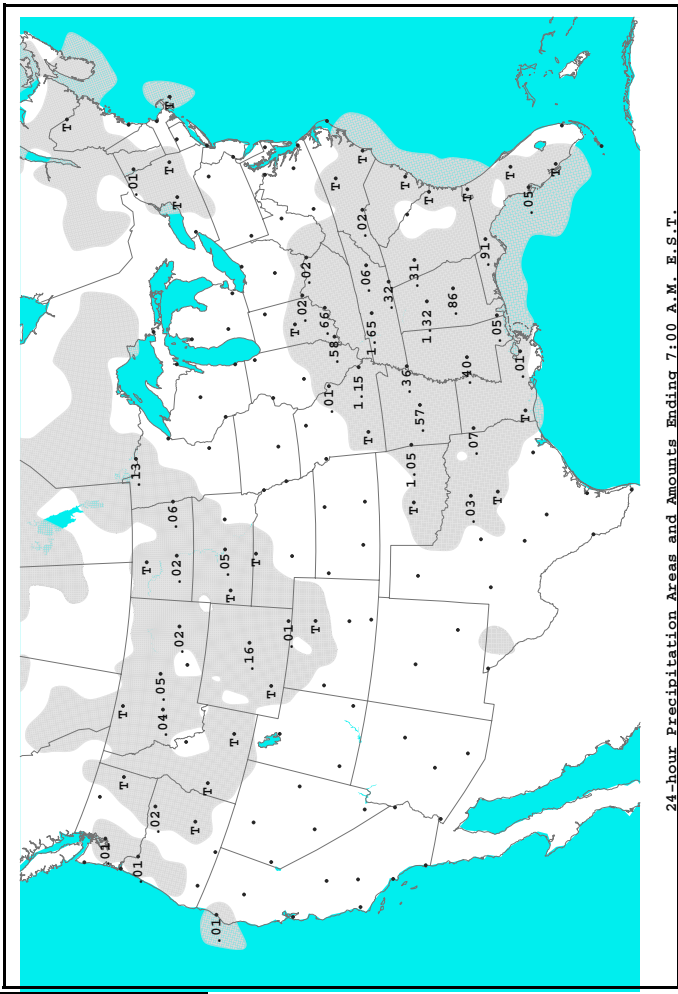 T
T
T
.01
.01
.13
.01
T
.02
.05
.04
T
T
.06
.02
T
.02
T
T
.01
.05
T
T
.16
T
T
.01
T
.02
.02
T
.66
.01
.58
T
1.15
.02
T
.06
T
1.65
.32
T
.36
1.05
.31
T
.57
1.32
T
.86
T
.40
.03
.07
.91
.05
T
T
.01
T
.05
T
24-hour Precipitation Areas and Amounts Ending 7:00 A.M. E.S.T.